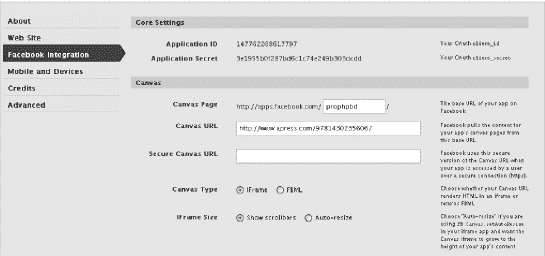 About
Web Site
Facebook Integration
Mobile and Devices
Credits
Advanced
Core Settings
Application ID 147762268617797 Your OAuth client_id
Application Secret Your OAuth client_secret
Canvas
Canvas Page http://apps.facebook.com/ prophpbd / The base URL of your app on
Facebook
Canvas URL http://www.apress.com/9781430235606/ Facebook pulls the content for
your app's canvas pages from
this base URL
Secure Canvas URL Facebook uses this secure
version of the Canvas URL when
your app is accessed by a user
over a secure connection (https).
Canvas Type IFrame FBML Choose whether your Canvas URL
renders HTML in an iframe or
returns FBML
IFrame Size Show scrollbars Auto-resize Choose "Auto-resize" if you are
using
in your iframe app and want the
Canvas iframe to grow to the
height of your app's content